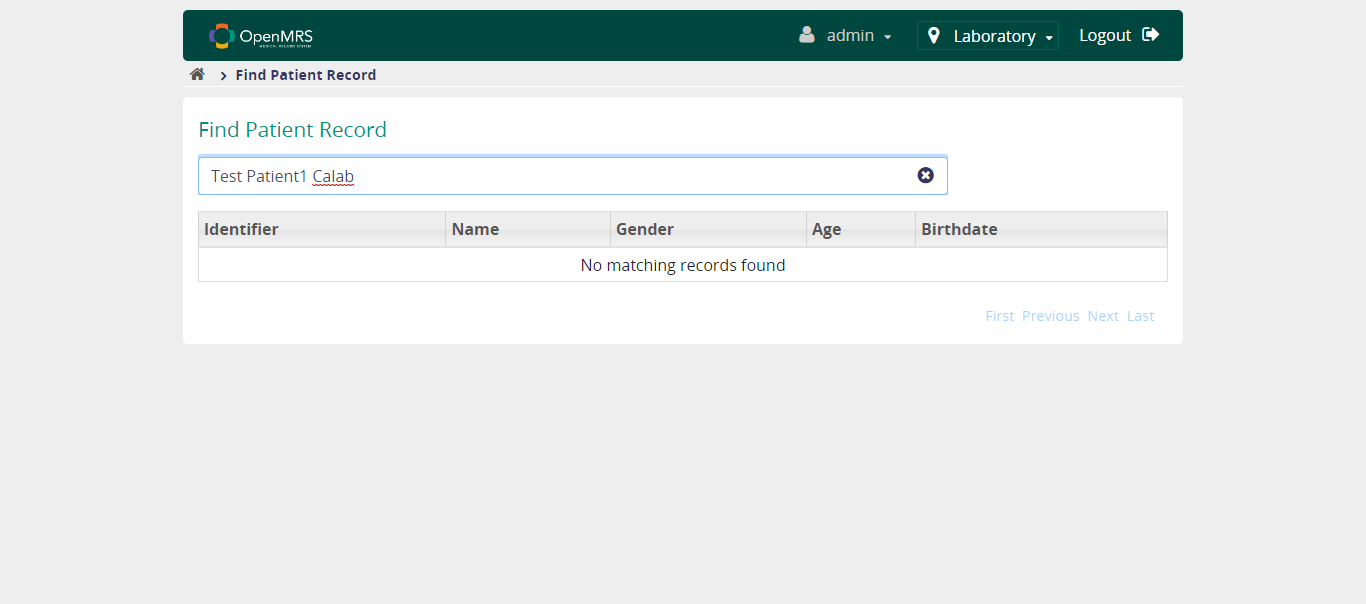 OpenMRS
MEDICAL RECORD SYSTEM
admin
Laboratory
Logout
Find Patient Record
Find Patient Record
Test Patient1 Calab
Identifier Name Gender Age Birthdate
No matching records found
First Previous Next Last